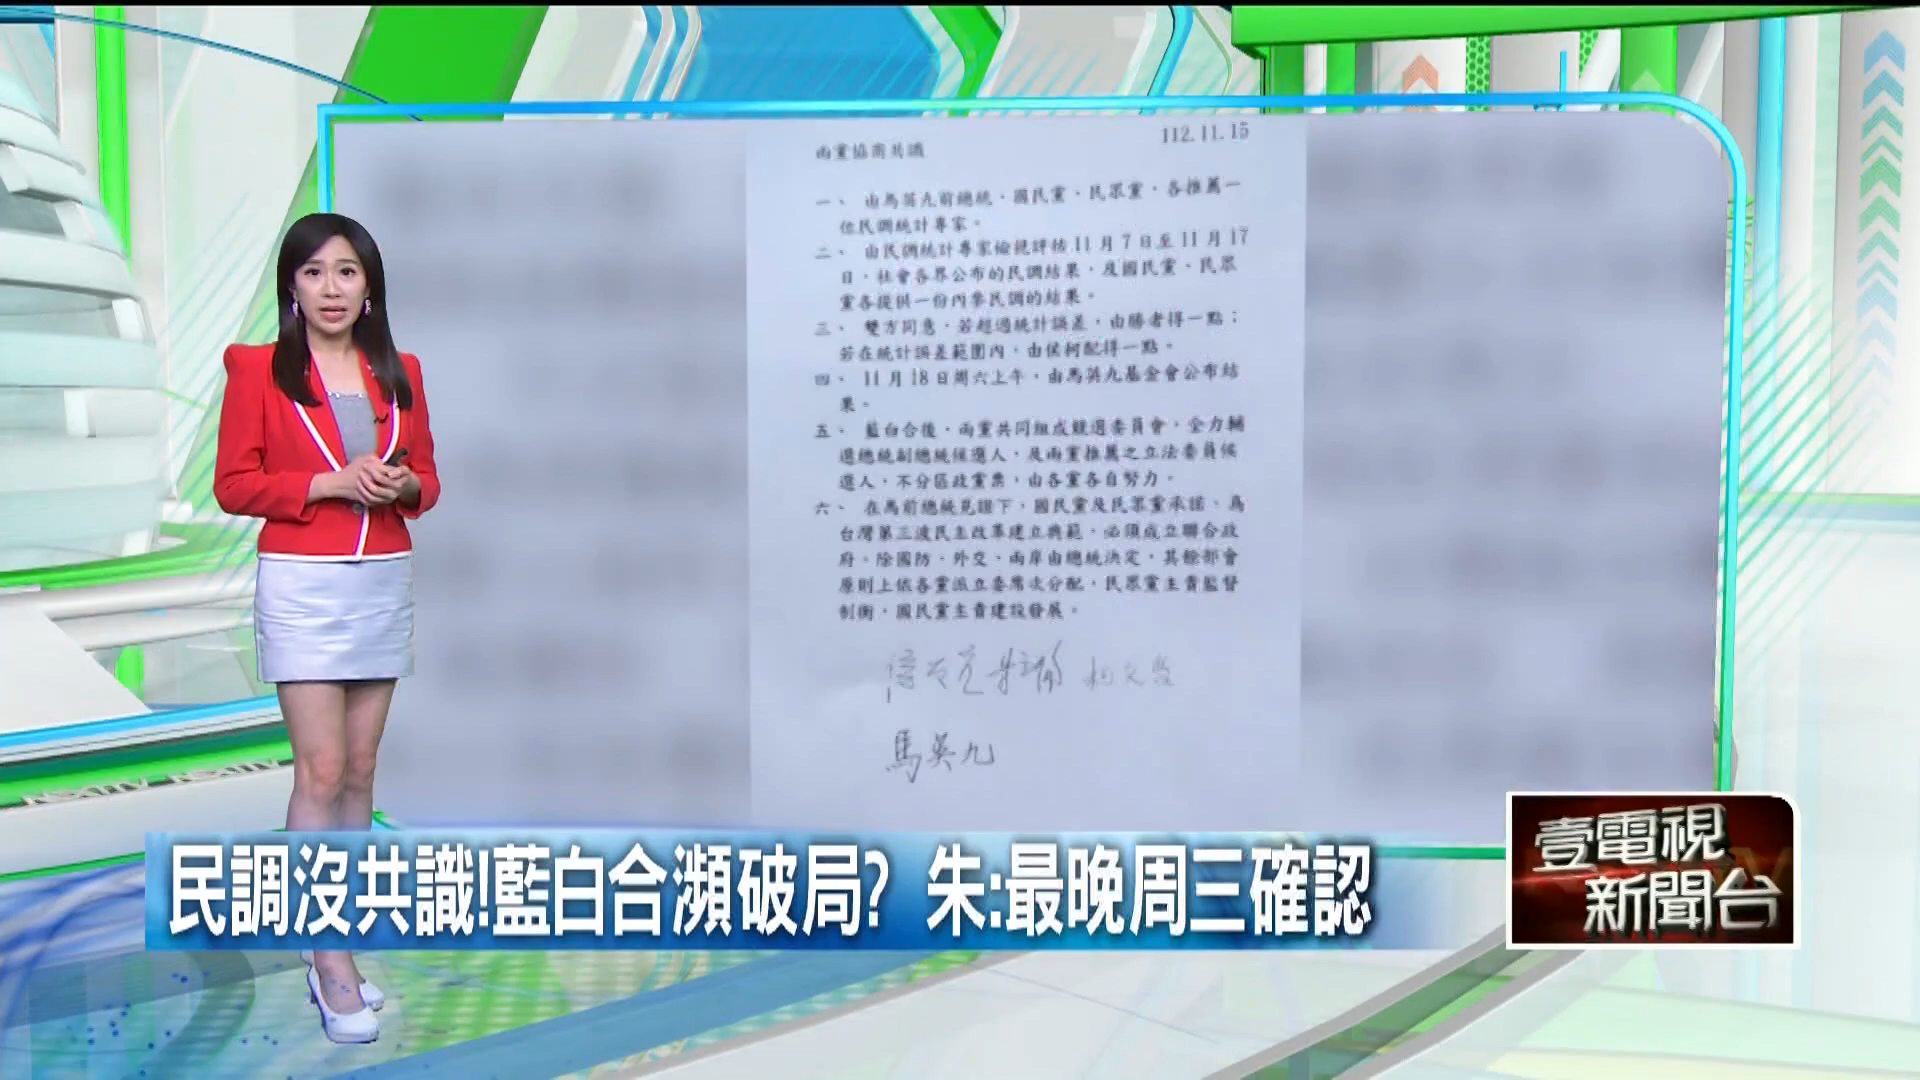 112.11.15
兩黨協商共識
一、 由馬英九前總統、國民黨、民眾黨,各推薦一
位民調統計專家。
二、 由民調統計專家檢視評估11月7日至11月17
日,社會各界公布的民調結果,及國民黨、民眾
黨各提供一份內參民調的結果。
三、 雙方同意,若超過統計誤差,由勝者得一點;
若在統計誤差範圍內,由侯柯配得一點。
四、 11月18日周六上午,由馬英九基金會公布結
果。
五、 藍白合後,兩黨共同組成競選委員會,全力輔
選總統副總統候選人,及兩黨推薦之立法委員候
選人,不分區政黨票,由各黨各自努力。
六、 在馬前總統見證下,國民黨及民眾黨承諾、為
台灣第三波民主改革建立典範,必須成立聯合政
府。除國防、外交、兩岸由總統決定,其餘部會
原則上依各黨派立委席次分配,民眾黨主責監督
制衡,國民黨主責建設發展。
侯友宜 朱立倫 柯文哲
馬英九
民調沒共識!藍白合瀕破局? 朱:最晚周三確認
壹電視
新聞台